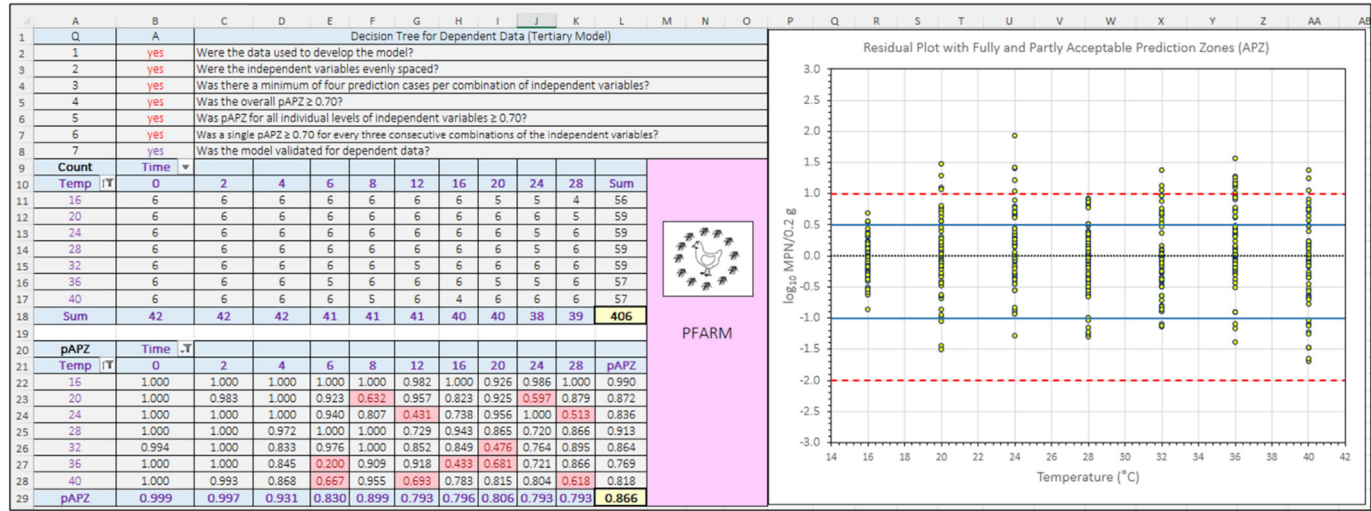 A B C D E F G H I J K L M N O P Q R S T U V W X Y Z AA AB
1 Q A Decision Tree for Dependent Data (Tertiary Model)
2 1 yes Were the data used to develop the model?
3 2 yes Were the independent variables evenly spaced?
4 3 yes Was there a minimum of four prediction cases per combination of independent variables?
5 4 yes Was the overall pAPZ ≥ 0.70?
6 5 yes Was pAPZ for all individual levels of independent variables ≥ 0.70?
7 6 yes Was a single pAPZ ≥ 0.70 for every three consecutive combinations of the independent variables?
8 7 yes Was the model validated for dependent data?
9 Count Time
10 Temp 0 2 4 6 8 12 16 20 24 28 Sum
11 16 6 6 6 6 6 6 6 5 5 4 56
12 20 6 6 6 6 6 6 6 6 6 5 59
13 24 6 6 6 6 6 6 6 6 5 6 59
14 28 6 6 6 6 6 6 6 6 5 6 59
15 32 6 6 6 6 6 5 6 6 6 6 59
16 36 6 6 6 5 6 6 6 5 5 6 57
17 40 6 6 6 6 5 6 4 6 6 6 57
18 Sum 42 42 42 41 41 41 40 40 38 39 406
19
20 pAPZ Time
21 Temp 0 2 4 6 8 12 16 20 24 28 pAPZ
22 16 1.000 1.000 1.000 1.000 1.000 0.982 1.000 0.926 0.986 1.000 0.990
23 20 1.000 0.983 1.000 0.923 0.632 0.957 0.823 0.925 0.597 0.879 0.872
24 24 1.000 1.000 1.000 0.940 0.807 0.431 0.738 0.956 1.000 0.513 0.836
25 28 1.000 1.000 0.972 1.000 1.000 0.729 0.943 0.865 0.720 0.866 0.913
26 32 0.994 1.000 0.833 0.976 1.000 0.852 0.849 0.476 0.764 0.895 0.864
27 36 1.000 1.000 0.845 0.200 0.909 0.918 0.433 0.681 0.721 0.866 0.769
28 40 1.000 0.993 0.868 0.667 0.955 0.693 0.783 0.815 0.804 0.618 0.818
29 pAPZ 0.999 0.997 0.931 0.830 0.899 0.793 0.796 0.806 0.793 0.793 0.866
PFARM
Residual Plot with Fully and Partly Acceptable Prediction Zones (APZ)
log10 MPN/0.2 g
3.0
2.5
2.0
1.5
1.0
0.5
0.0
-0.5
-1.0
-1.5
-2.0
-2.5
-3.0
14 16 18 20 22 24 26 28 30 32 34 36 38 40 42
Temperature (°C)